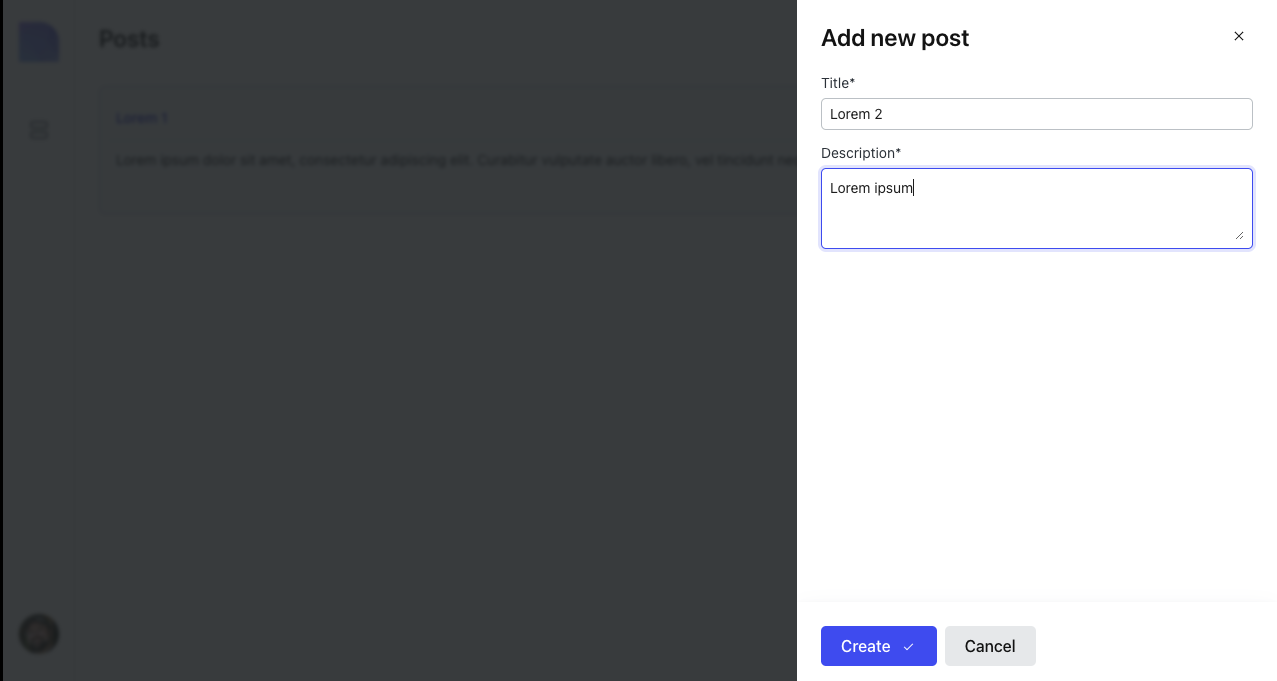 Posts
Add new post
Title*
Lorem 1
Lorem 2
Lorem ipsum dolor sit amet, consectetur adipiscing elit. Curabitur vulputate auctor libero, vel tincidunt
Description*
Lorem ipsum
Create
Cancel